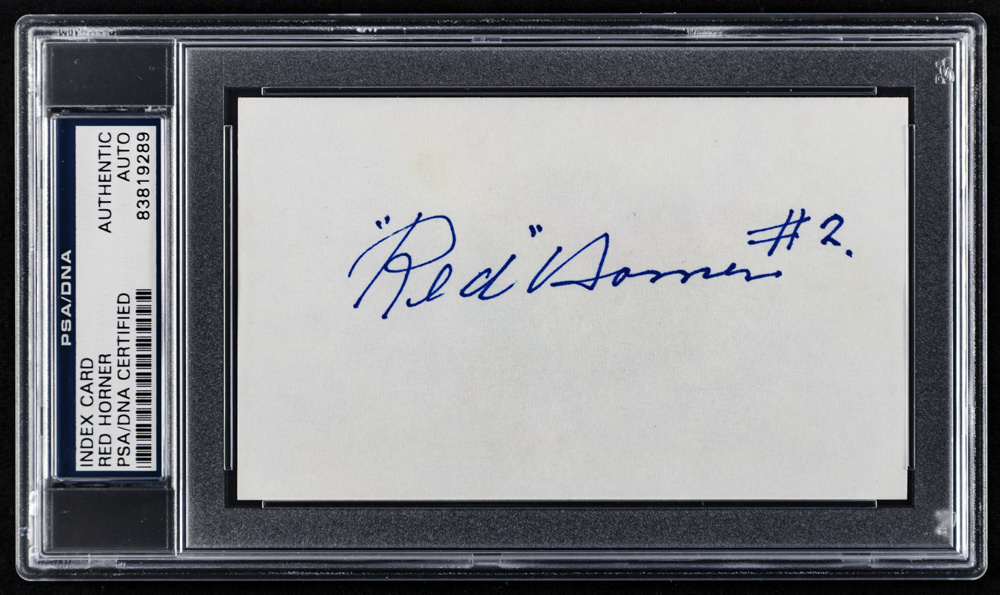 PSA/DNA
INDEX CARD
RED HORNER
PSA/DNA CERTIFIED
AUTHENTIC
AUTO
83819289
"Red" Horner #2.